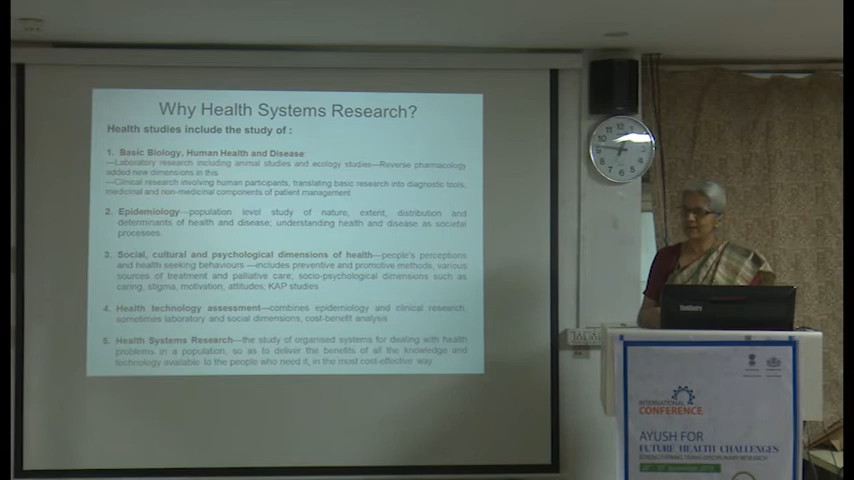 Why Health Systems Research?
Health studies include the study of :
1. Basic Biology, Human Health and Disease
—Laboratory research including animal studies and ecology studies—Reverse pharmacology
added new dimensions in this
—Clinical research involving human participants, translating basic research into diagnostic tools,
medicinal and non-medicinal components of patient management
2. Epidemiology—population level study of nature, extent, distribution and
determinants of health and disease; understanding health and disease as societal
processes.
3. Social, cultural and psychological dimensions of health—people's perceptions
and health seeking behaviours —includes preventive and promotive methods, various
sources of treatment and palliative care, socio-psychological dimensions such as
caring, stigma, motivation, attitudes; KAP studies
4. Health technology assessment—combines epidemiology and clinical research,
sometimes laboratory and social dimensions, cost-benefit analysis
5. Health Systems Research—the study of organised systems for dealing with health
problems in a population, so as to deliver the benefits of all the knowledge and
technology available to the people who need it, in the most cost-effective way
INTERNATIONAL
CONFERENCE
AYUSH FOR
FUTURE HEALTH CHALLENGES